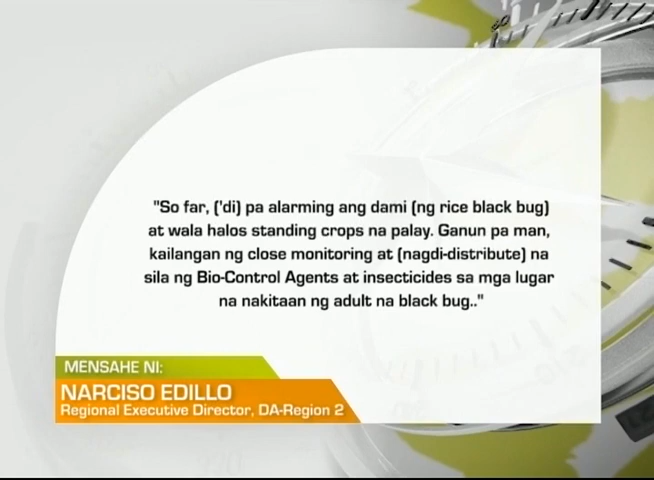 "So far, ('di) pa alarming ang dami (ng rice black bug)
at wala halos standing crops na palay. Ganun pa man,
kailangan ng close monitoring at (nagdi-distribute) na
sila ng Bio-Control Agents at insecticides sa mga lugar
na nakitaan ng adult na black bug.."
MENSAHE NI:
NARCISO EDILLO
Regional Executive Director, DA-Region 2